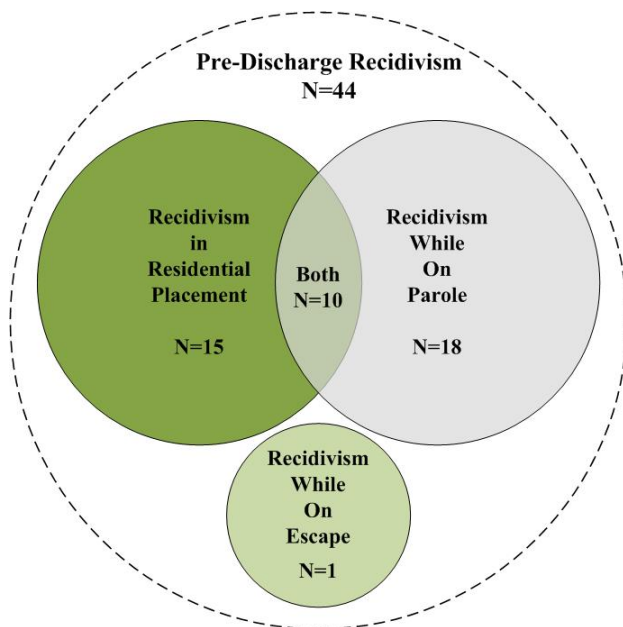 Pre-Discharge Recidivism
N=44
Recidivism
in
Residential
Placement
N=15
Both
N=10
Recidivism
While
On
Parole
N=18
Recidivism
While
On
Escape
N=1